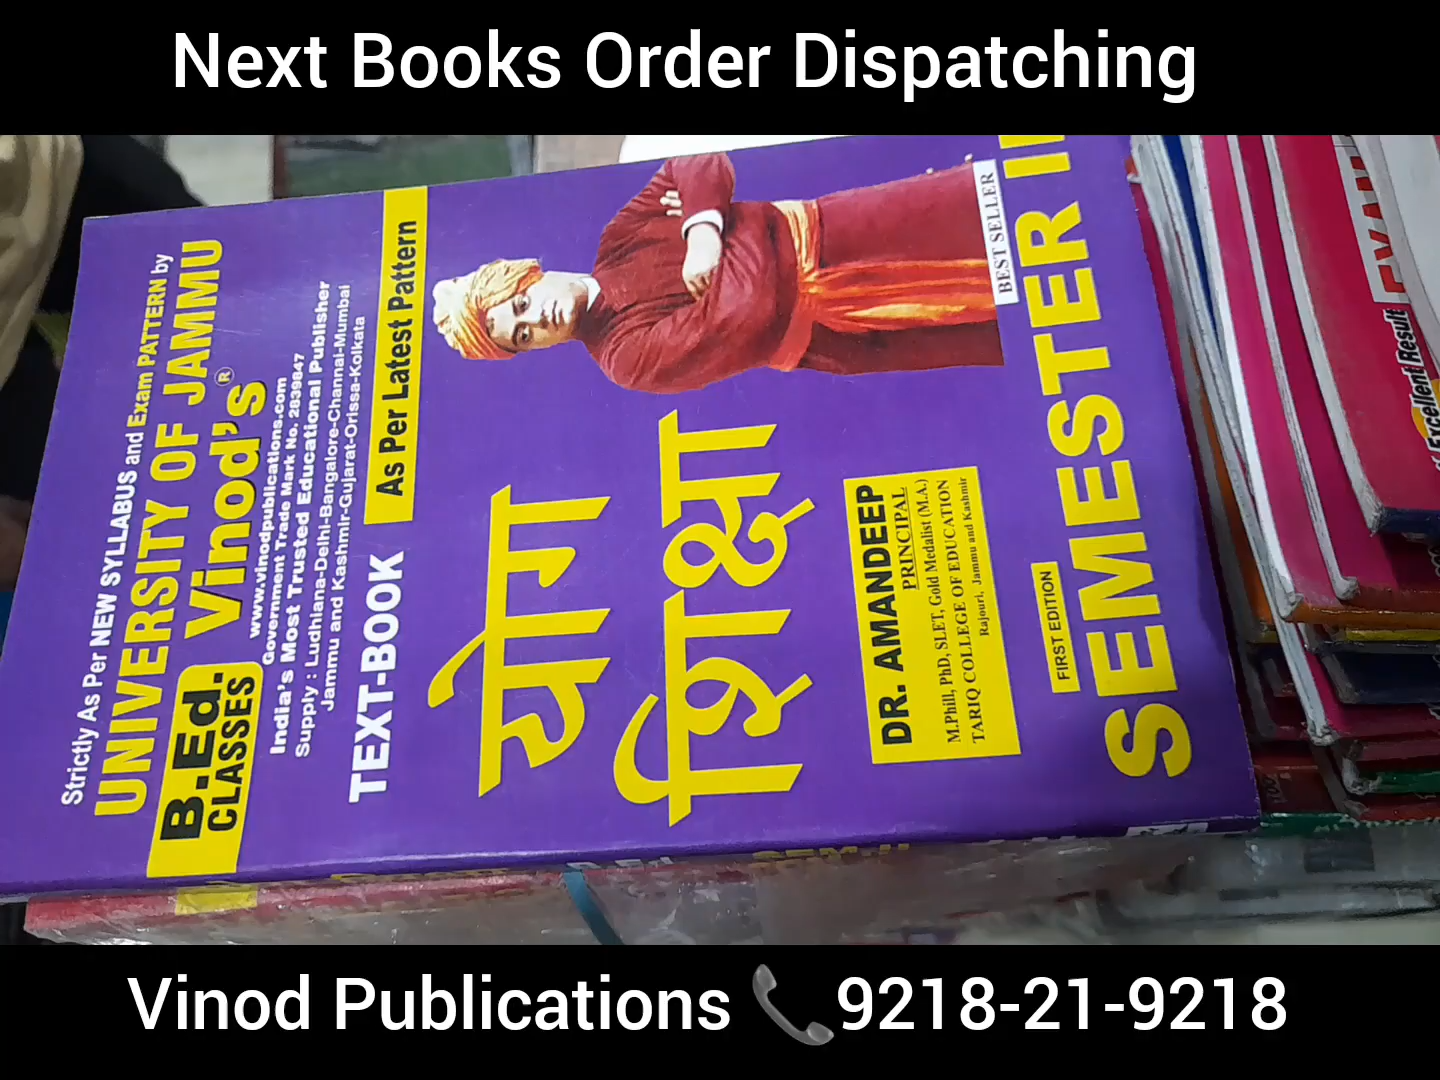 Next Books Order Dispatching
Strictly As Per NEW SYLLABUS and Exam PATTERN by
UNIVERSITY OF JAMMU
B.Ed. Vinod's®
CLASSES
www.vinodpublications.com
Government Trade Mark No. 2839847
India's Most Trusted Educational Publisher
Supply : Ludhiana-Delhi-Bangalore-Channai-Mumbai
Jammu and Kashmir-Gujarat-Orissa-Kolkata
TEXT-BOOK
As Per Latest Pattern
योग
शिक्षा
DR. AMANDEEP
PRINCIPAL
M.Phill, PhD, SLET, Gold Medalist (M.A.)
TARIQ COLLEGE OF EDUCATION
Rajouri, Jammu and Kashmir
BEST SELLER
FIRST EDITION
SEMESTER II
Excellent Result
Vinod Publications 📞9218-21-9218